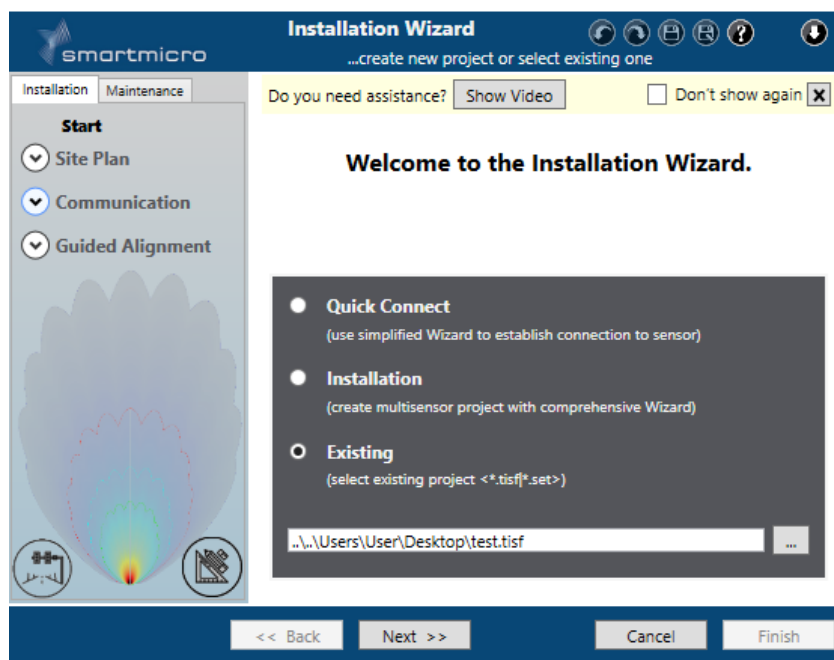 smartmicro
Installation Wizard
...create new project or select existing one
Installation
Maintenance
Do you need assistance?
Show Video
Don't show again
Start
Site Plan
Communication
Guided Alignment
Welcome to the Installation Wizard.
Quick Connect
(use simplified Wizard to establish connection to sensor)
Installation
(create multisensor project with comprehensive Wizard)
Existing
(select existing project <*.tisf|*.set>)
..\..\Users\User\Desktop\test.tisf
...
<< Back
Next >>
Cancel
Finish